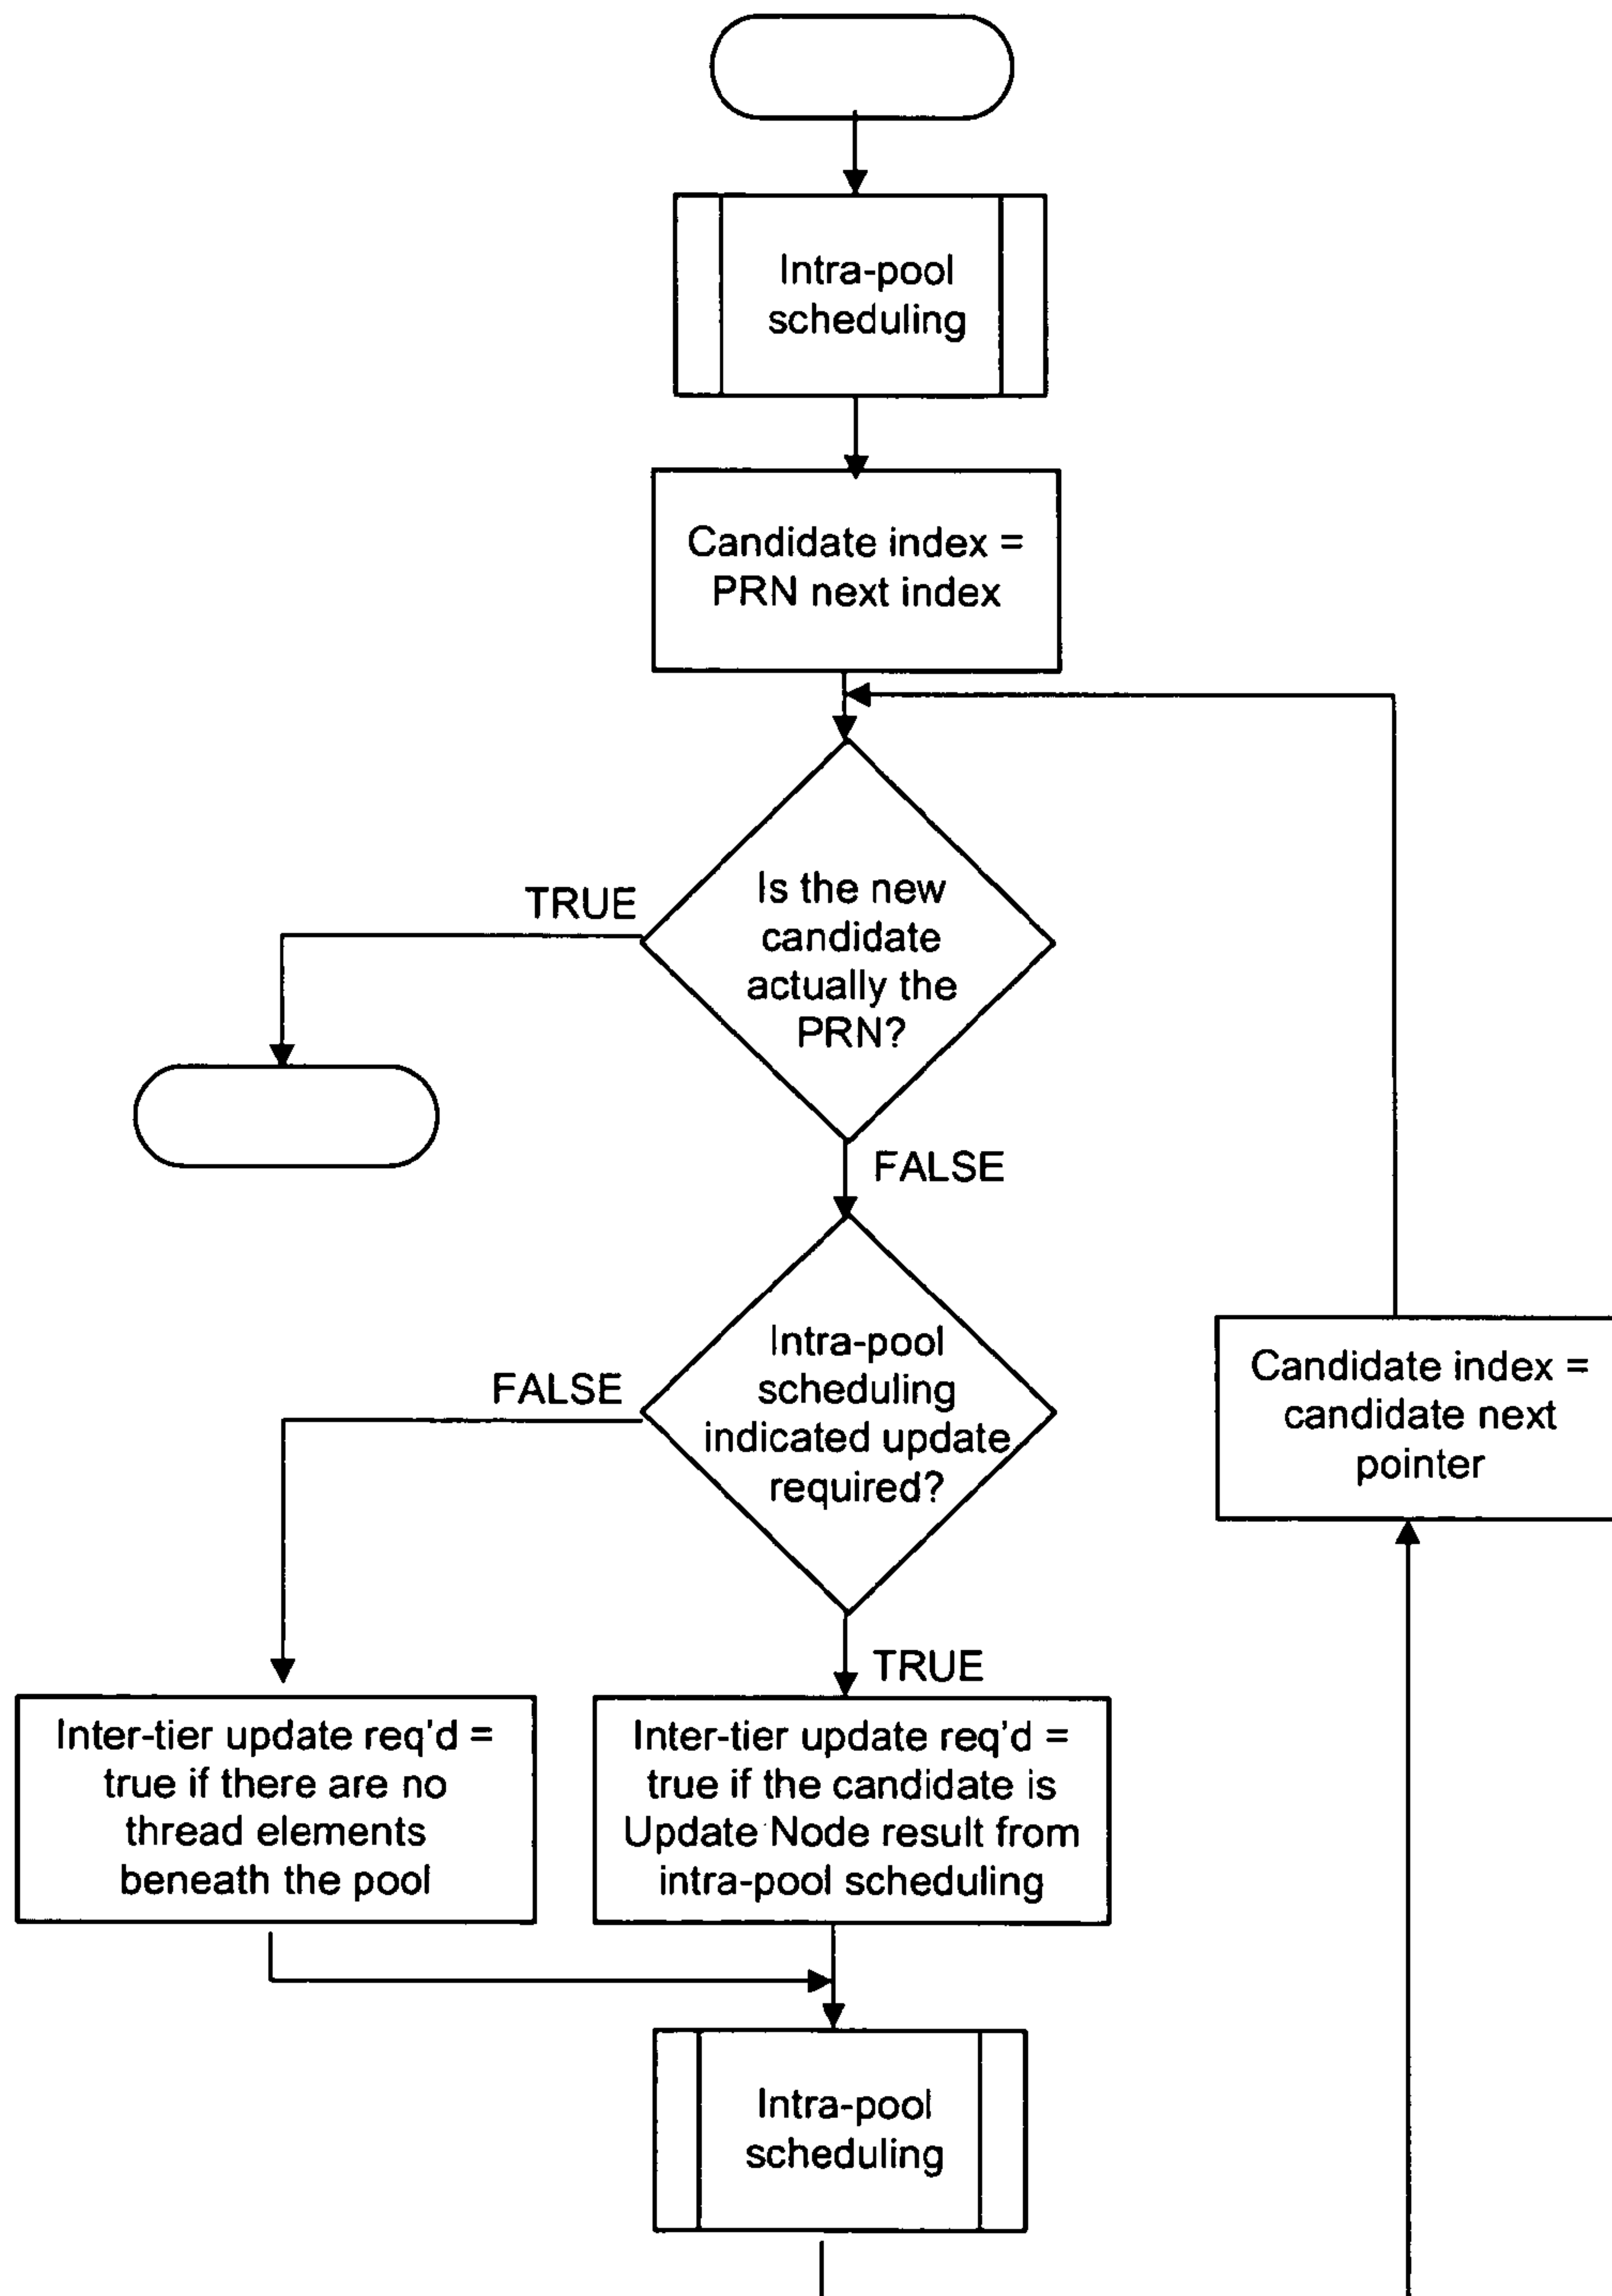 Intra-pool
scheduling
Candidate index =
PRN next index
Is the new
candidate
actually the
PRN?
TRUE
FALSE
Intra-pool
scheduling
indicated update
required?
FALSE
TRUE
Candidate index =
candidate next
pointer
Inter-tier update req'd =
true if there are no
thread elements
beneath the pool
Inter-tier update req'd =
true if the candidate is
Update Node result from
intra-pool scheduling
Intra-pool
scheduling